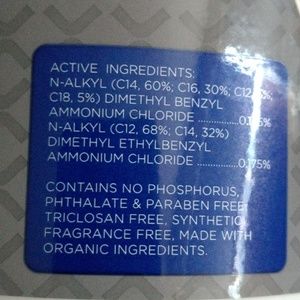 ACTIVE INGREDIENTS:
N-ALKYL (C14, 60%; C16, 30%; C12, 5%,
C18, 5%) DIMETHYL BENZYL
AMMONIUM CHLORIDE ................
N-ALKYL (C12, 68%; C14, 32%)
DIMETHYL ETHYLBENZYL
AMMONIUM CHLORIDE ................0.175%
CONTAINS NO PHOSPHORUS,
PHTHALATE & PARABEN FREE
TRICLOSAN FREE, SYNTHETIC
FRAGRANCE FREE, MADE WITH
ORGANIC INGREDIENTS.